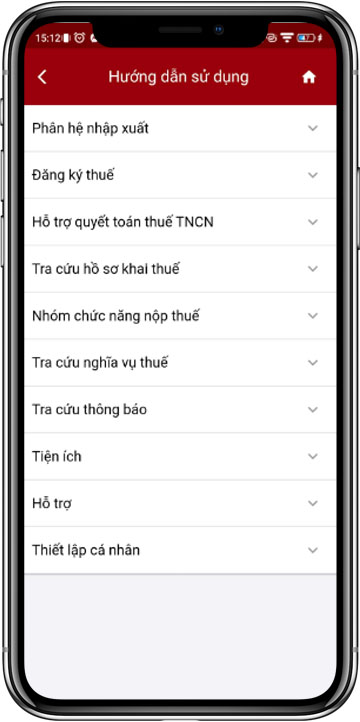 15:12
Hướng dẫn sử dụng
Phân hệ nhập xuất
Đăng ký thuế
Hỗ trợ quyết toán thuế TNCN
Tra cứu hồ sơ khai thuế
Nhóm chức năng nộp thuế
Tra cứu nghĩa vụ thuế
Tra cứu thông báo
Tiện ích
Hỗ trợ
Thiết lập cá nhân